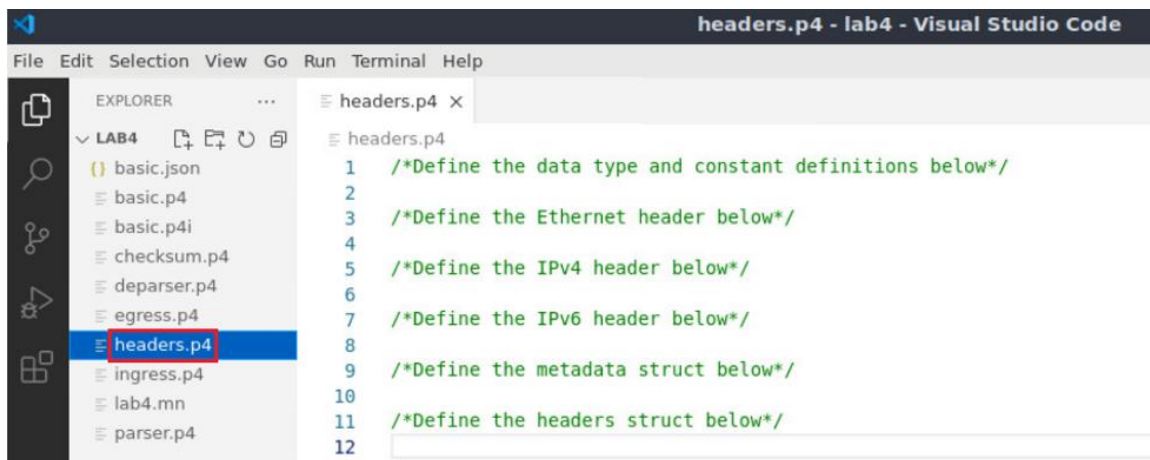 headers.p4 - lab4 - Visual Studio Code
File Edit Selection View Go Run Terminal Help
EXPLORER ...
headers.p4 ×
LAB4
headers.p4
{} basic.json
basic.p4
basic.p4i
checksum.p4
deparser.p4
egress.p4
headers.p4
ingress.p4
lab4.mn
parser.p4
1 /*Define the data type and constant definitions below*/
2
3 /*Define the Ethernet header below*/
4
5 /*Define the IPv4 header below*/
6
7 /*Define the IPv6 header below*/
8
9 /*Define the metadata struct below*/
10
11 /*Define the headers struct below*/
12